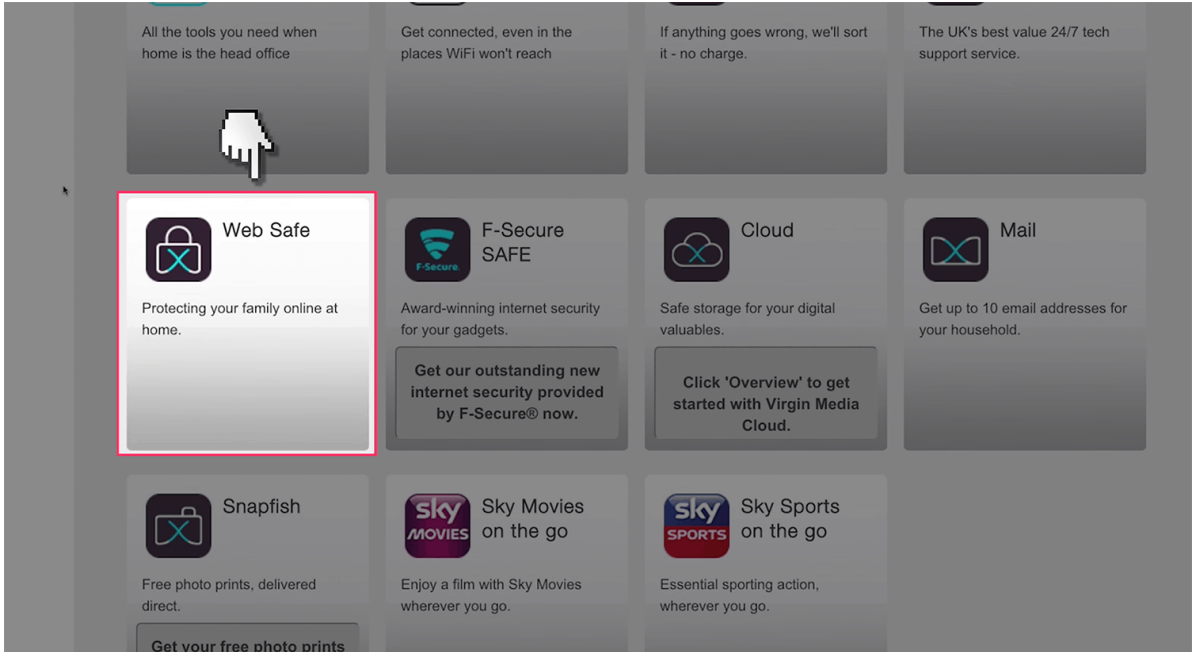 All the tools you need when
home is the head office
Get connected, even in the
places WiFi won't reach
If anything goes wrong, we'll sort
it - no charge.
The UK's best value 24/7 tech
support service.
Web Safe
Protecting your family online at
home.
F-Secure.
F-Secure
SAFE
Award-winning internet security
for your gadgets.
Get our outstanding new
internet security provided
by F-Secure® now.
Cloud
Safe storage for your digital
valuables.
Click 'Overview' to get
started with Virgin Media
Cloud.
Mail
Get up to 10 email addresses for
your household.
Snapfish
Free photo prints, delivered
direct.
Get your free photo prints
sky
MOVIES
Sky Movies
on the go
Enjoy a film with Sky Movies
wherever you go.
sky
SPORTS
Sky Sports
on the go
Essential sporting action,
wherever you go.